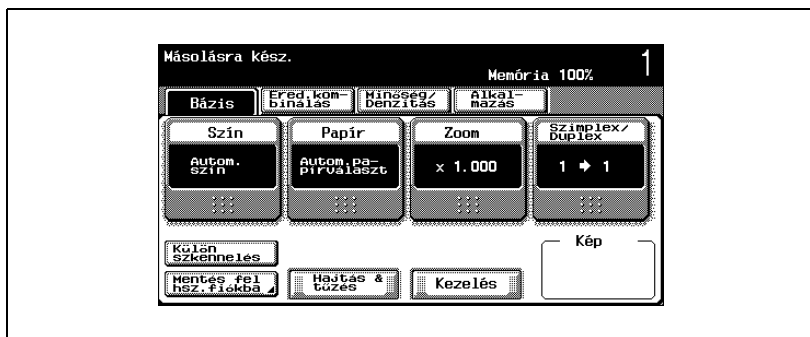 Másolásra kész.
Memória 100%
1
Bázis
Ered.kom-
binálás
Minőség/
Denzitás
Alkal-
mazás
Szín
Papír
Zoom
Szimplex/
Duplex
Autom.
szín
Autom.pa-
pírválaszt
x 1.000
1 ➔ 1
Külön
szkennelés
Kép
Mentés fel
hsz.fiókba
Hajtás &
tűzés
Kezelés